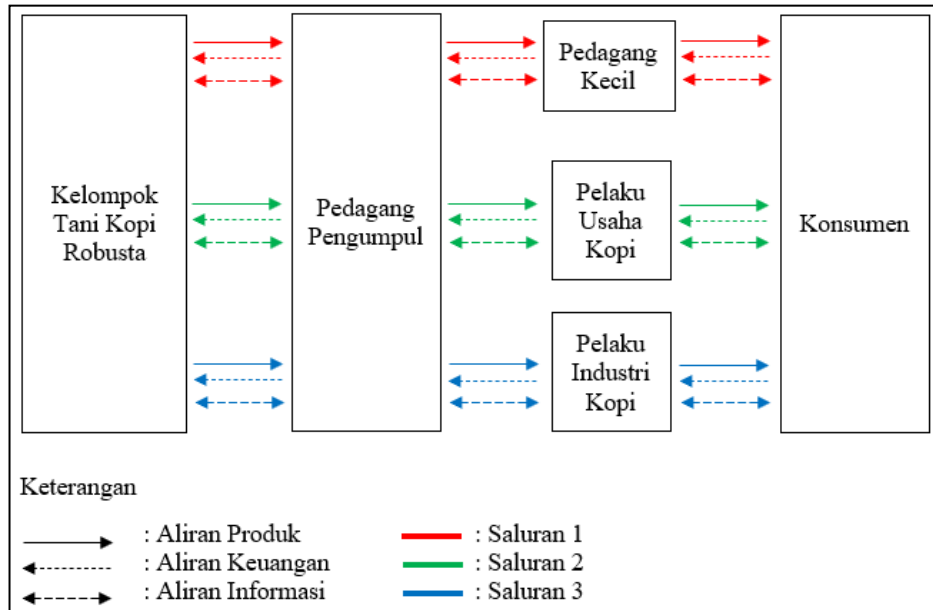 Kelompok
Tani Kopi
Robusta
Pedagang
Pengumpul
Pedagang
Kecil
Pelaku
Usaha
Kopi
Pelaku
Industri
Kopi
Konsumen
Keterangan
: Aliran Produk
: Aliran Keuangan
: Aliran Informasi
: Saluran 1
: Saluran 2
: Saluran 3